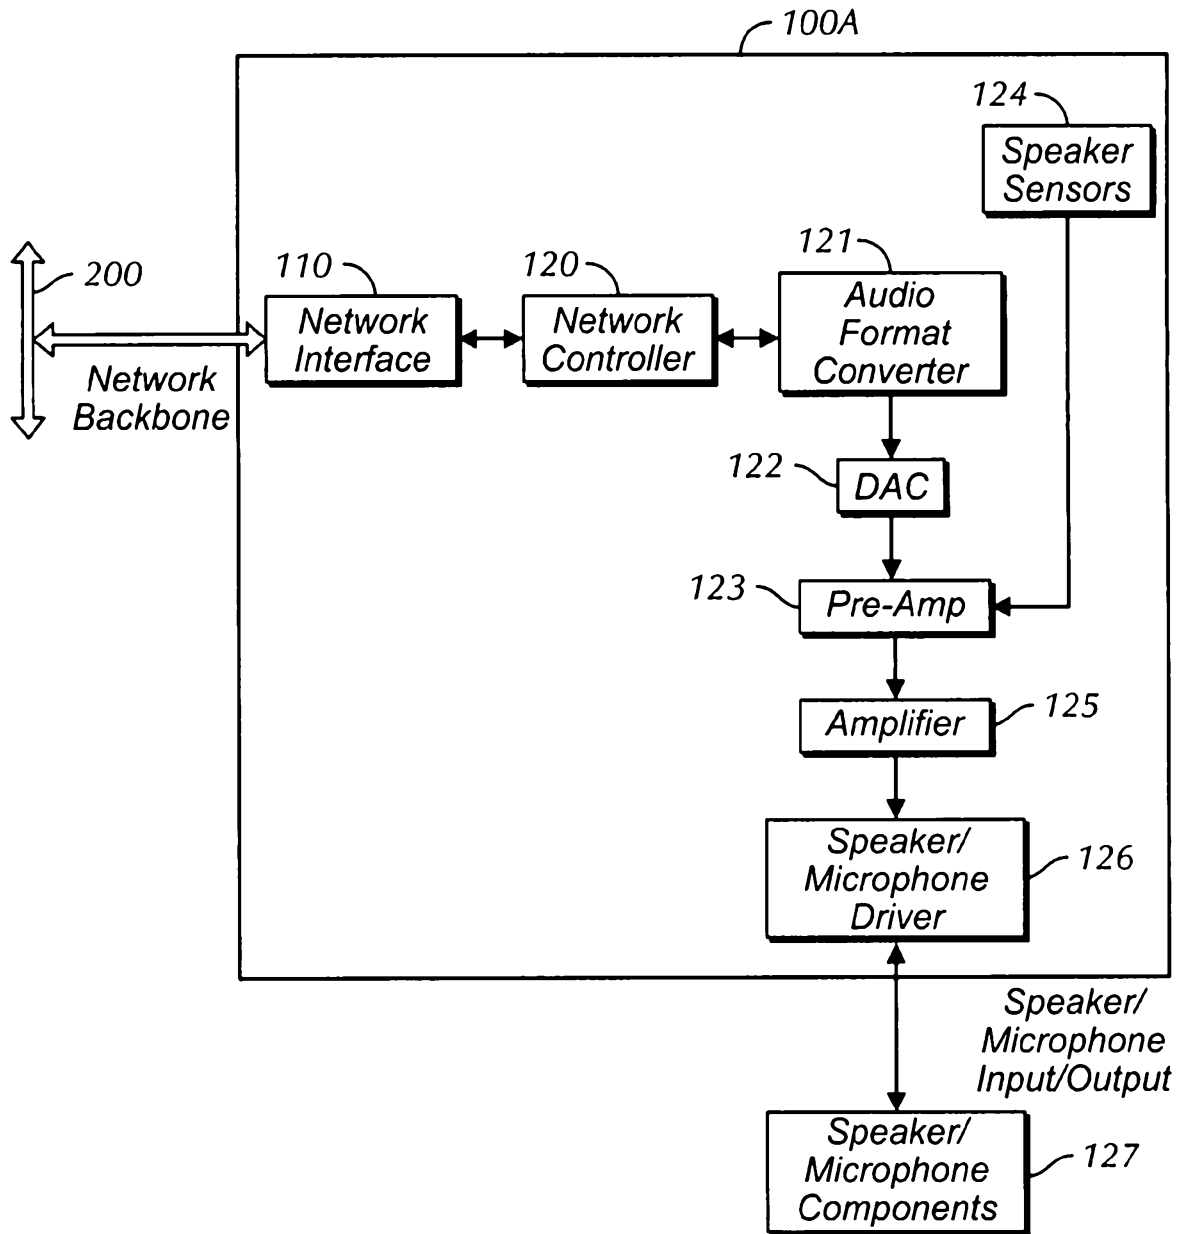 100A
124
Speaker
Sensors
200
110
Network
Interface
120
Network
Controller
121
Audio
Format
Converter
Network
Backbone
122
DAC
123
Pre-Amp
Amplifier
125
Speaker/
Microphone
Driver
126
Speaker/
Microphone
Input/Output
Speaker/
Microphone
Components
127